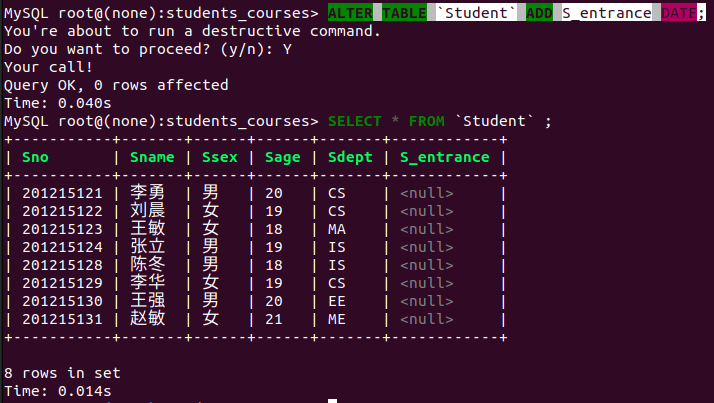 MySQL root@(none):students_courses> ALTER TABLE `Student` ADD S_entrance DATE;
You're about to run a destructive command.
Do you want to proceed? (y/n): Y
Your call!
Query OK, 0 rows affected
Time: 0.040s
MySQL root@(none):students_courses> SELECT * FROM `Student` ;
+-----------+-------+------+------+-------+------------+
| Sno       | Sname | Ssex | Sage | Sdept | S_entrance |
+-----------+-------+------+------+-------+------------+
| 201215121 | 李勇 | 男 | 20 | CS | <null> |
| 201215122 | 刘晨 | 女 | 19 | CS | <null> |
| 201215123 | 王敏 | 女 | 18 | MA | <null> |
| 201215124 | 张立 | 男 | 19 | IS | <null> |
| 201215128 | 陈冬 | 男 | 18 | IS | <null> |
| 201215129 | 李华 | 女 | 19 | CS | <null> |
| 201215130 | 王强 | 男 | 20 | EE | <null> |
| 201215131 | 赵敏 | 女 | 21 | ME | <null> |
+-----------+-------+------+------+-------+------------+
8 rows in set
Time: 0.014s